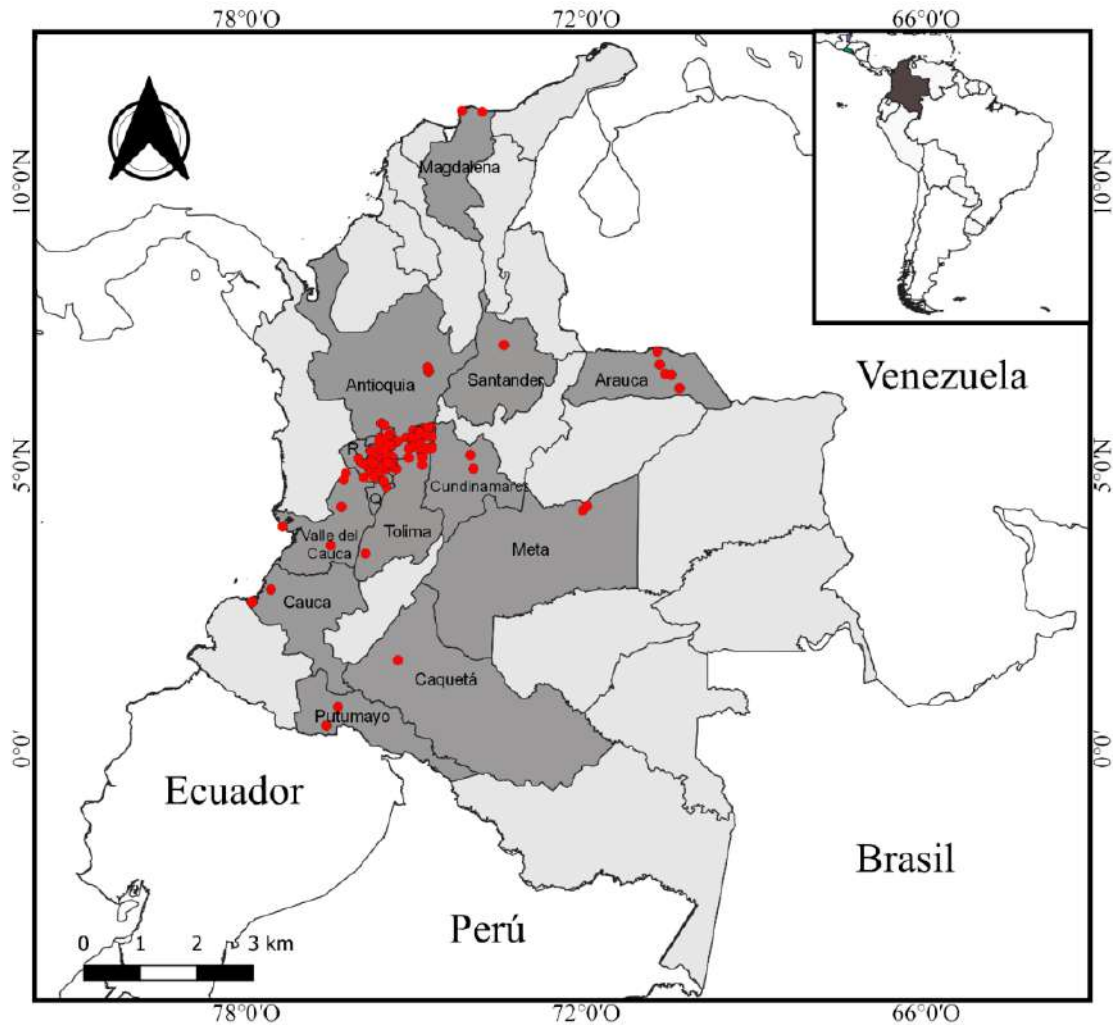 78°0'O 72°0'O 66°0'O
10°0'N
10°0'N
Magdalena
Antioquia
Santander
Arauca
Venezuela
5°0'N
5°0'N
R
Q
Cundinamarca
Tolima
Valle del
Cauca
Meta
Cauca
Caquetá
Putumayo
0°0'
0°0'
Ecuador
Brasil
Perú
0 1 2 3 km
78°0'O 72°0'O 66°0'O